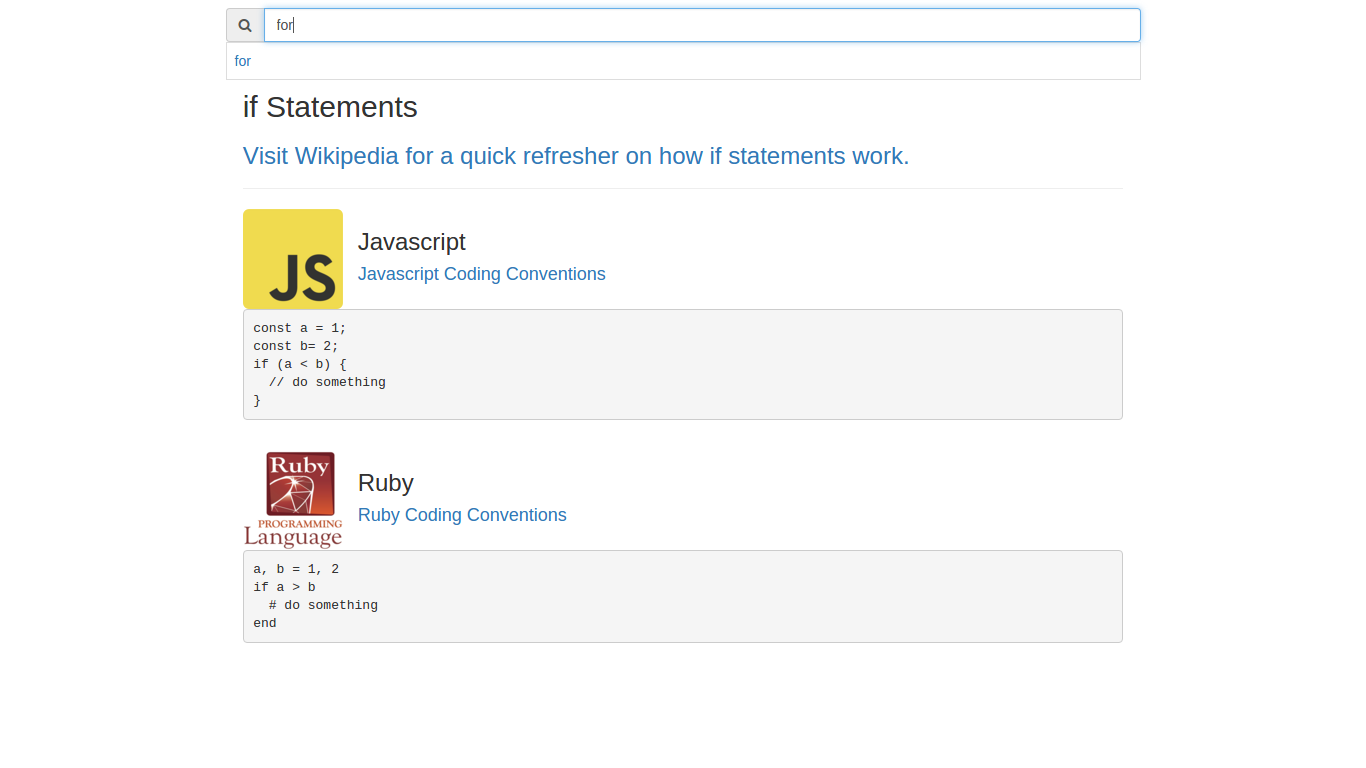 for
for
if Statements
Visit Wikipedia for a quick refresher on how if statements work.
JS
Javascript
Javascript Coding Conventions
const a = 1;
const b= 2;
if (a < b) {
  // do something
}
Ruby
PROGRAMMING
Language
Ruby
Ruby Coding Conventions
a, b = 1, 2
if a > b
  # do something
end